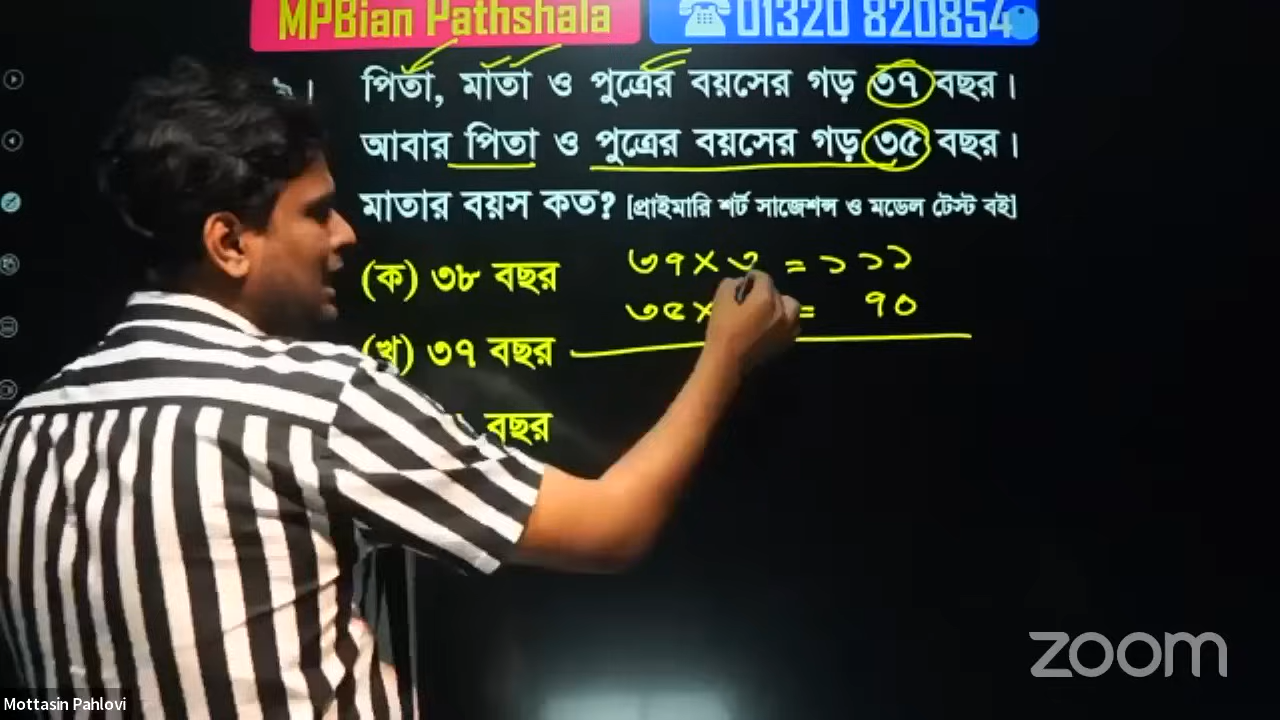 MPBian Pathshala
☎01320 820854
পিতা, মাতা ও পুত্রের বয়সের গড় ৩৭ বছর।
আবার পিতা ও পুত্রের বয়সের গড় ৩৫ বছর।
মাতার বয়স কত? [প্রাইমারি শর্ট সাজেশন্স ও মডেল টেস্ট বই]
(ক) ৩৮ বছর
৩৭×৩ = ১১১
৩৫× = ৭০
(খ) ৩৭ বছর
বছর
zoom
Mottasin Pahlovi